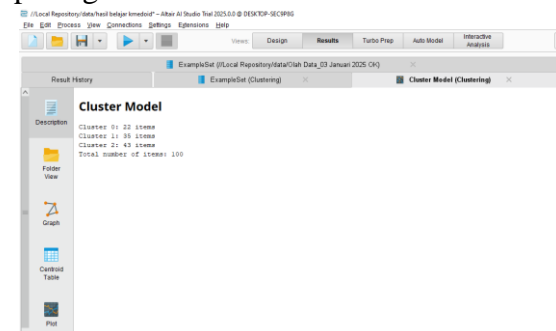 //Local Repository/data/hasil belajar kmedoid* – Altair AI Studio Trial 2025.0.0 @ DESKTOP-SEC9P8G
File Edit Process View Connections Settings Extensions Help
Views: Design Results Turbo Prep Auto Model Interactive Analysis
ExampleSet (//Local Repository/data/Olah Data_03 Januari 2025 OK)
Result History ExampleSet (Clustering) Cluster Model (Clustering)
Cluster Model
Description
Cluster 0: 22 items
Cluster 1: 35 items
Cluster 2: 43 items
Total number of items: 100
Folder View
Graph
Centroid Table
Plot